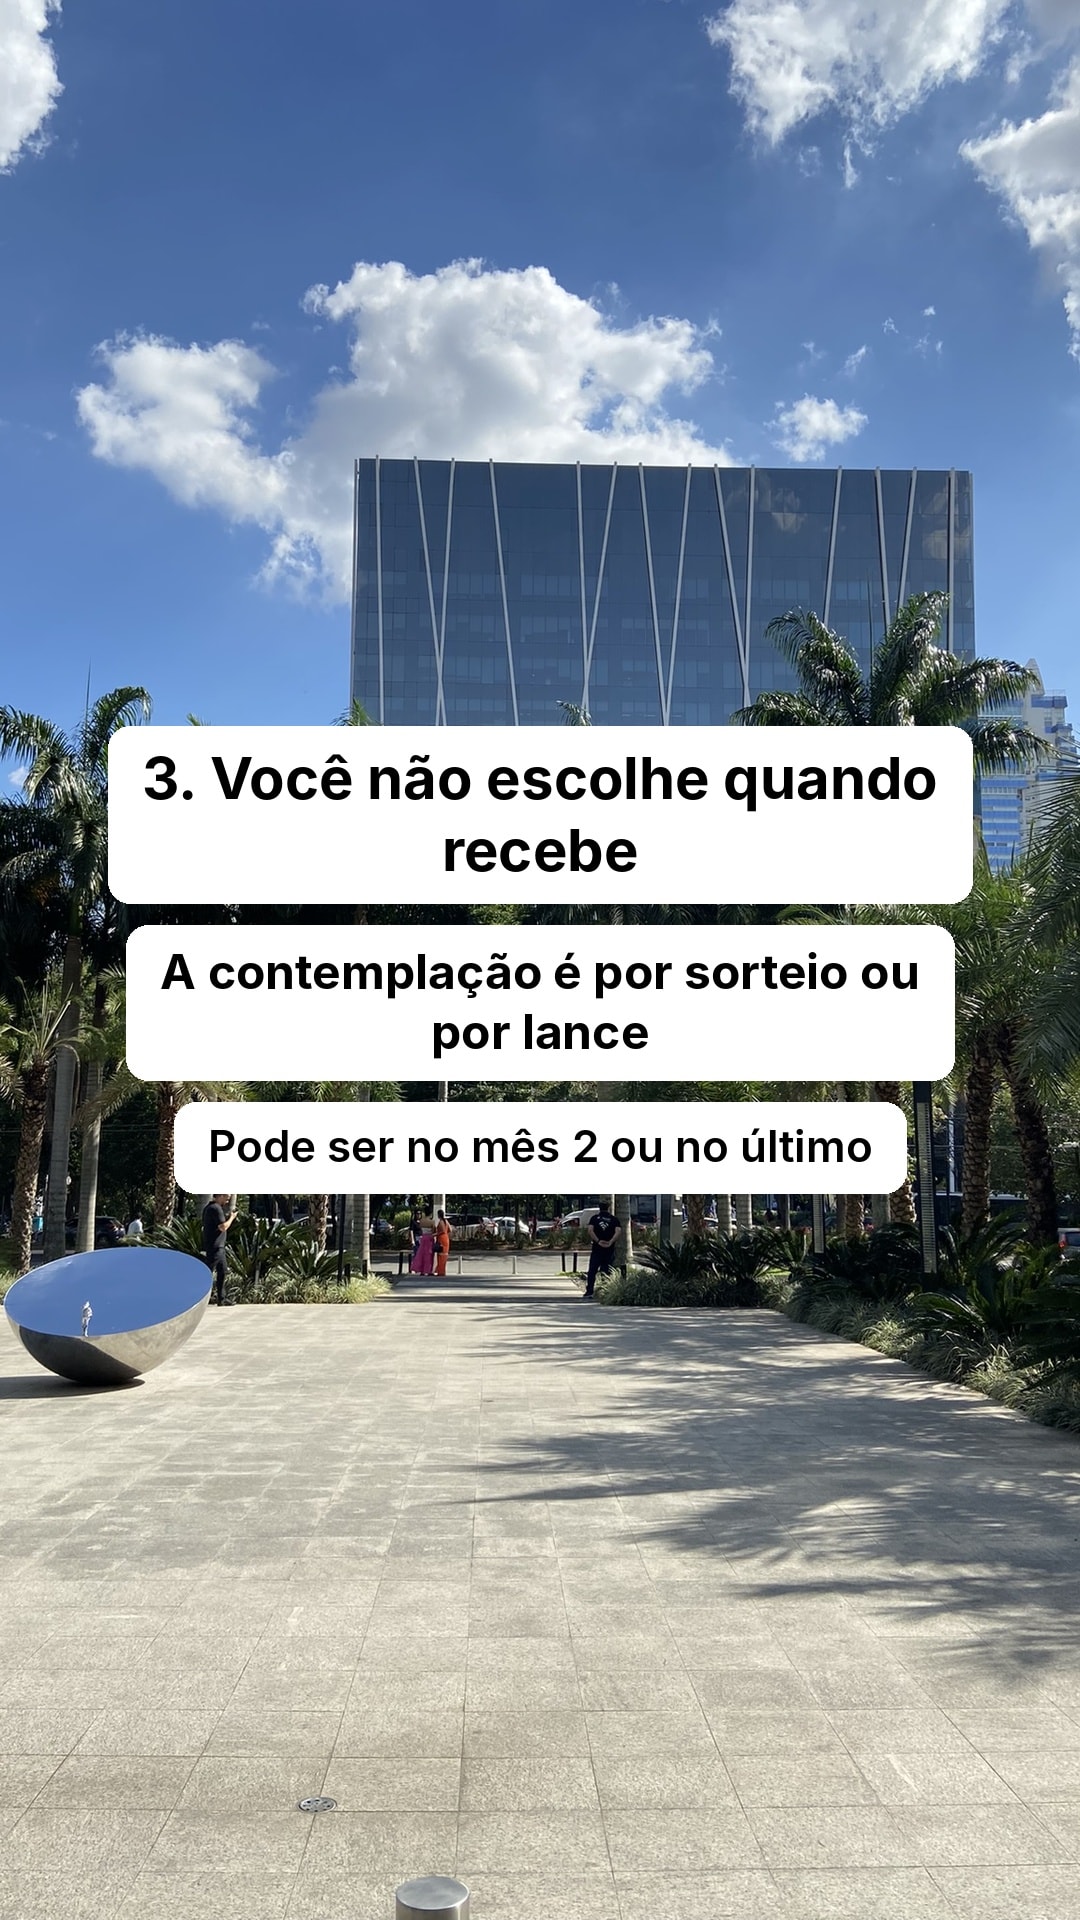 3. Você não escolhe quando
recebe
A contemplação é por sorteio ou
por lance
Pode ser no mês 2 ou no último